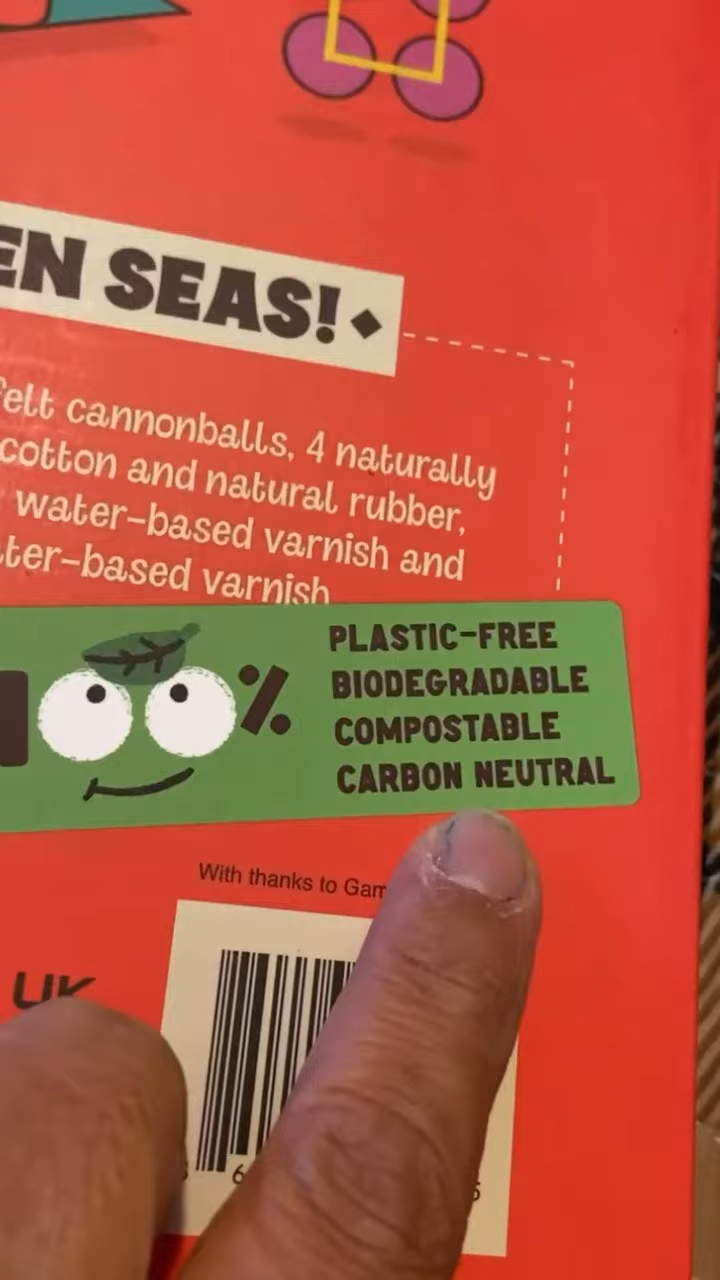 EN SEAS!
felt cannonballs, 4 naturally
cotton and natural rubber,
water-based varnish and
ter-based varnish
%
PLASTIC-FREE
BIODEGRADABLE
COMPOSTABLE
CARBON NEUTRAL
With thanks to Gam
UK
6